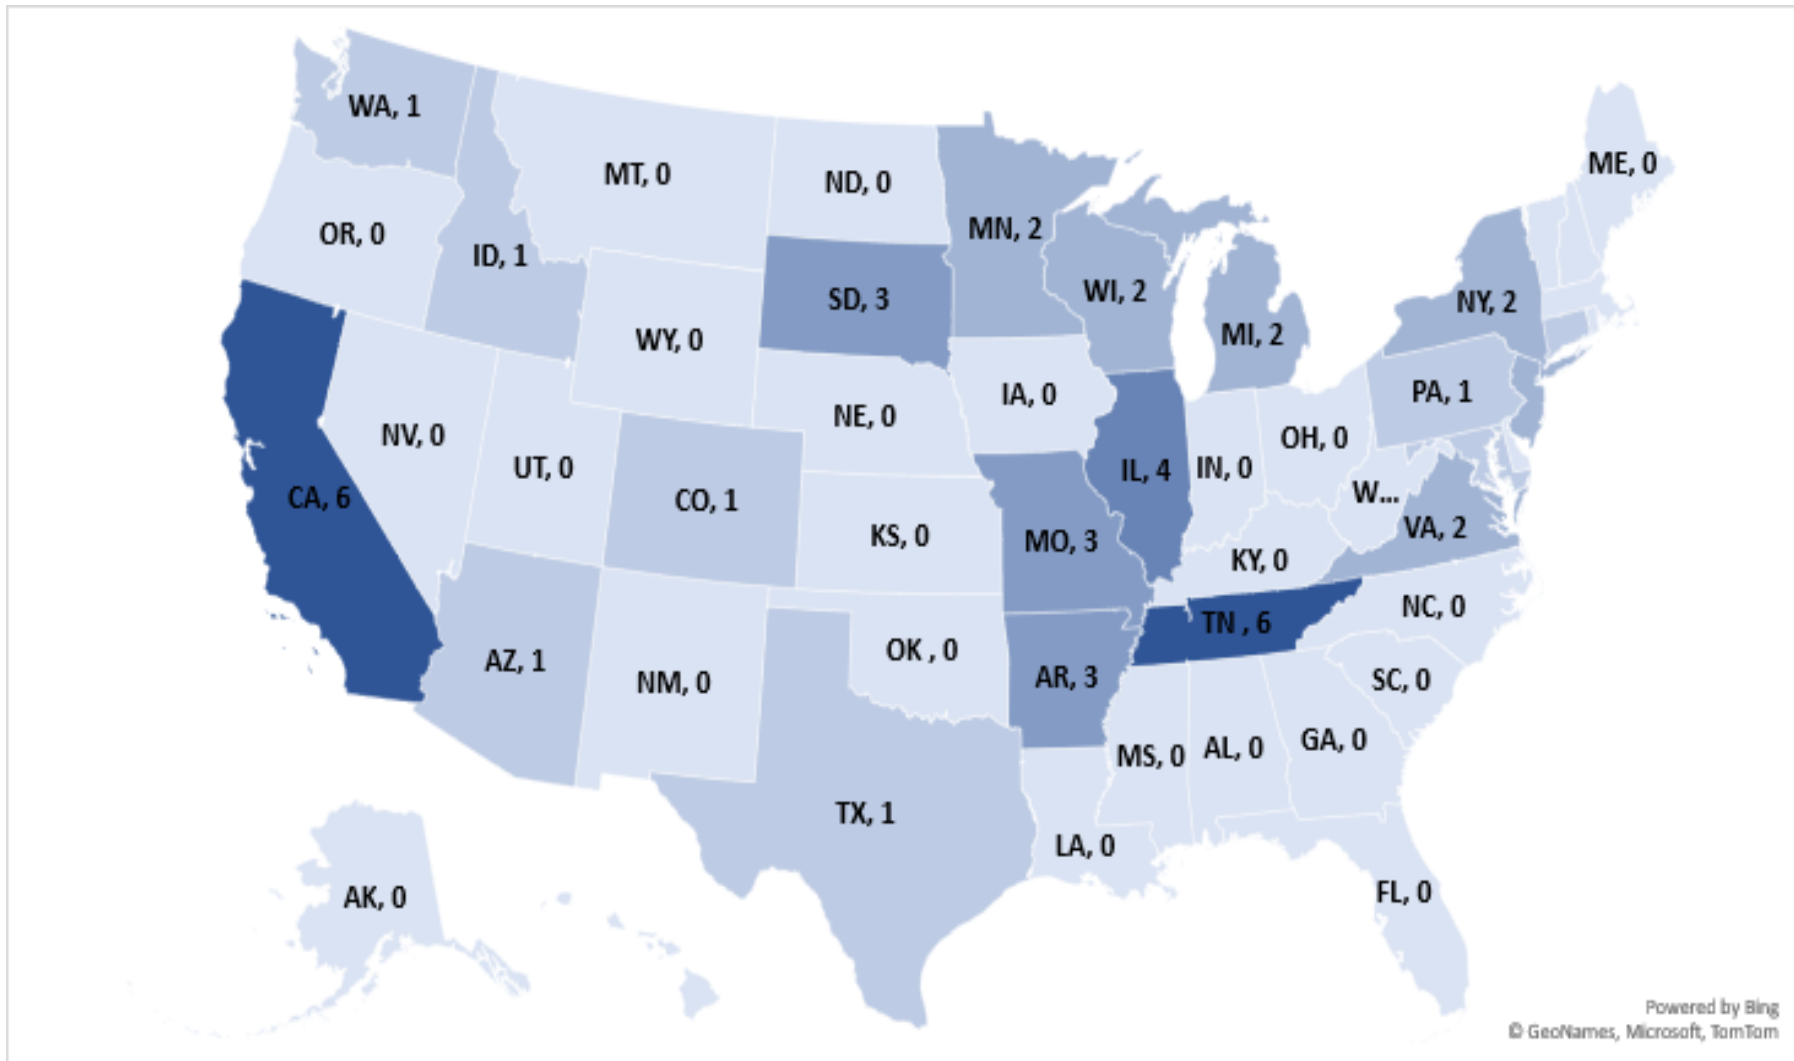 WA, 1
ME, 0
MT, 0
ND, 0
MN, 2
OR, 0
ID, 1
WI, 2
SD, 3
NY, 2
MI, 2
WY, 0
PA, 1
IA, 0
NE, 0
NV, 0
OH, 0
UT, 0
IL, 4
IN, 0
CA, 6
W...
CO, 1
VA, 2
KS, 0
MO, 3
KY, 0
NC, 0
TN , 6
OK , 0
AZ, 1
AR, 3
SC, 0
NM, 0
GA, 0
AL, 0
MS, 0
TX, 1
LA, 0
FL, 0
AK, 0
Powered by Bing
© GeoNames, Microsoft, TomTom